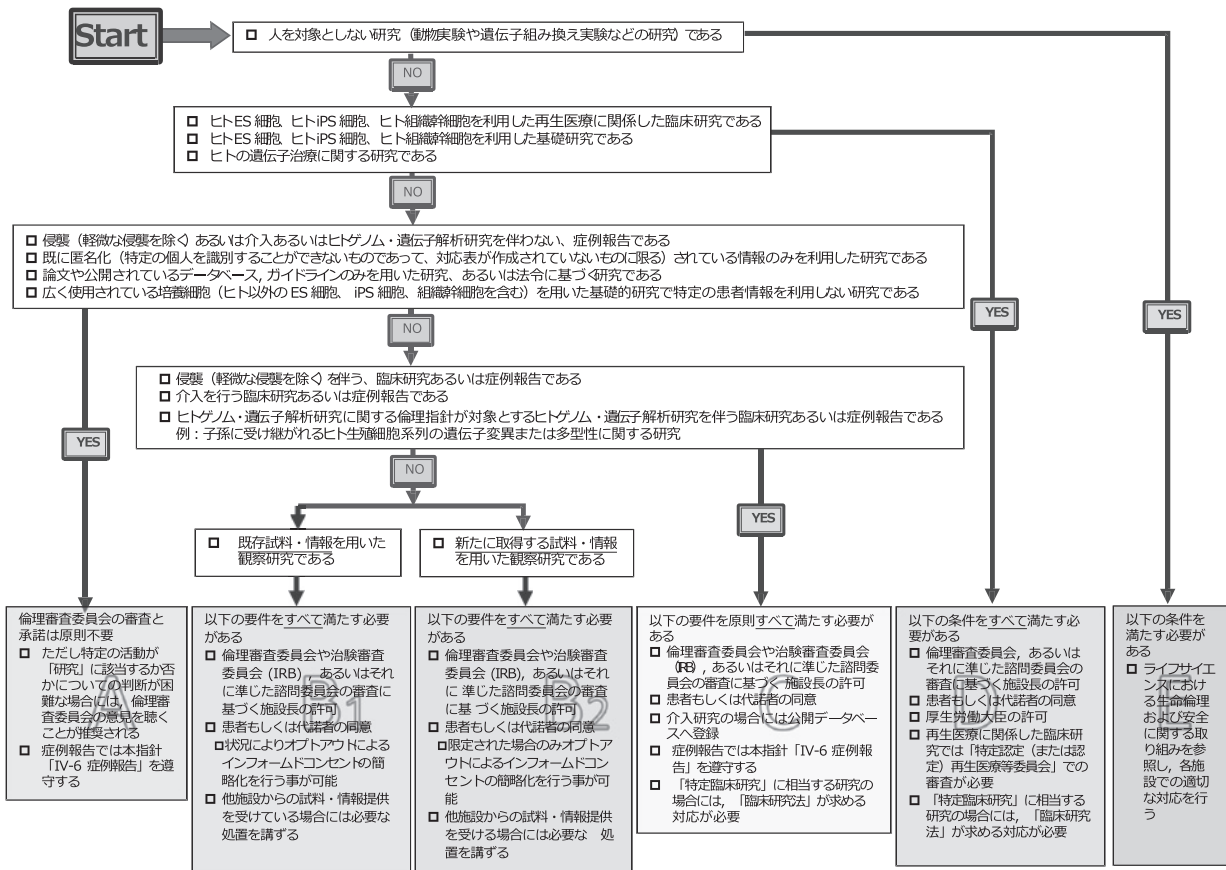 Start
□ 人を対象としない研究（動物実験や遺伝子組み換え実験などの研究）である
NO
□ ヒトES 細胞、ヒトiPS 細胞、ヒト組織幹細胞を利用した再生医療に関係した臨床研究である
□ ヒトES 細胞、ヒトiPS 細胞、ヒト組織幹細胞を利用した基礎研究である
□ ヒトの遺伝子治療に関する研究である
NO
□ 侵襲（軽微な侵襲を除く）あるいは介入あるいはヒトゲノム・遺伝子解析研究を伴わない、症例報告である
□ 既に匿名化（特定の個人を識別することができないものであって、対応表が作成されていないものに限る）されている情報のみを利用した研究である
□ 論文や公開されているデータベース, ガイドラインのみを用いた研究、あるいは法令に基づく研究である
□ 広く使用されている培養細胞（ヒト以外の ES 細胞、 iPS 細胞、組織幹細胞を含む）を用いた基礎的研究で特定の患者情報を利用しない研究である
NO
YES
YES
□ 侵襲（軽微な侵襲を除く）を伴う、臨床研究あるいは症例報告である
□ 介入を行う臨床研究あるいは症例報告である
□ ヒトゲノム・遺伝子解析研究に関する倫理指針が対象とするヒトゲノム・遺伝子解析研究を伴う臨床研究あるいは症例報告である
例：子孫に受け継がれるヒト生殖細胞系列の遺伝子変異または多型性に関する研究
YES
NO
YES
□ 既存試料・情報を用いた
観察研究である
□ 新たに取得する試料・情報
を用いた観察研究である
倫理審査委員会の審査と
承諾は原則不要
□ ただし特定の活動が
「研究」に該当するか否
かについての判断が困
難な場合には、倫理審
査委員会の意見を聴く
ことが推奨される
□ 症例報告では本指針
「IV-6 症例報告」を遵
守する
A
以下の要件をすべて満たす必要
がある
□ 倫理審査委員会や治験審査
委員会 (IRB) , あるいはそれ
に準じた諮問委員会の審査に
基づく施設長の許可
□ 患者もしくは代諾者の同意
□状況によりオプトアウトによる
インフォームドコンセントの簡
略化を行う事が可能
□ 他施設からの試料・情報提供
を受けている場合には必要な
処置を講ずる
B1
以下の要件をすべて満たす必要
がある
□ 倫理審査委員会や治験審査
委員会 (IRB), あるいはそれ
に 準じた諮問委員会の審査
に基 づく施設長の許可
□ 患者もしくは代諾者の同意
□限定された場合のみオプトア
ウトによるインフォームドコン
セントの簡略化を行う事が可
能
□ 他施設からの試料・情報提供
を受ける場合には必要な 処
置を講ずる
B2
以下の要件を原則すべて満たす必要が
ある
□ 倫理審査委員会や治験審査委員会
(IRB) , あるいはそれに準じた諮問委
員会の審査に基づく施設長の許可
□ 患者もしくは代諾者の同意
□ 介入研究の場合には公開データベー
スへ登録
□ 症例報告では本指針「IV-6 症例報
告」を遵守する
□ 「特定臨床研究」に相当する研究の
場合には, 「臨床研究法」が求める
対応が必要
C
以下の条件をすべて満たす必
要がある
□ 倫理審査委員会, あるいは
それに準じた諮問委員会の
審査に基づく施設長の許可
□ 患者もしくは代諾者の同意
□ 厚生労働大臣の許可
□ 再生医療に関係した臨床研
究では「特定認定（または認
定）再生医療等委員会」での
審査が必要
□ 「特定臨床研究」に相当する
研究の場合には, 「臨床研究
法」が求める対応が必要
D
以下の条件を
満たす必要が
ある
□ ライフサイエ
ンスにおけ
る生命倫理
および安全
に関する取
り組みを参
照し, 各施
設での適切
な対応を行
う
E